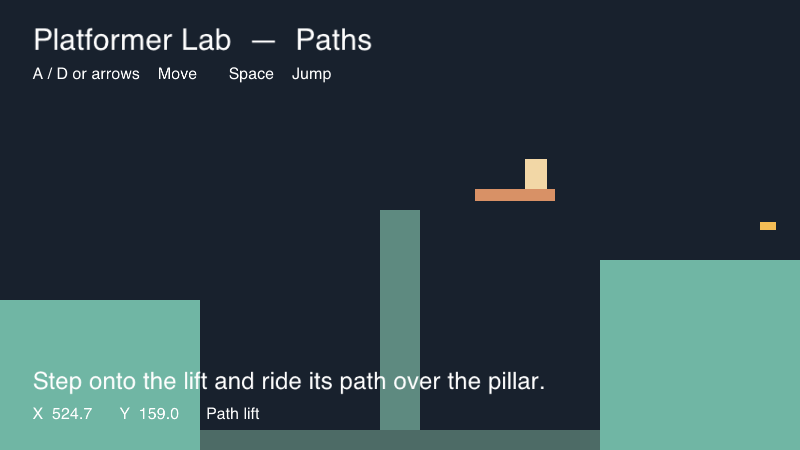 Platformer Lab — Paths
A / D or arrows Move Space Jump
Step onto the lift and ride its path over the pillar.
X 524.7 Y 159.0 Path lift